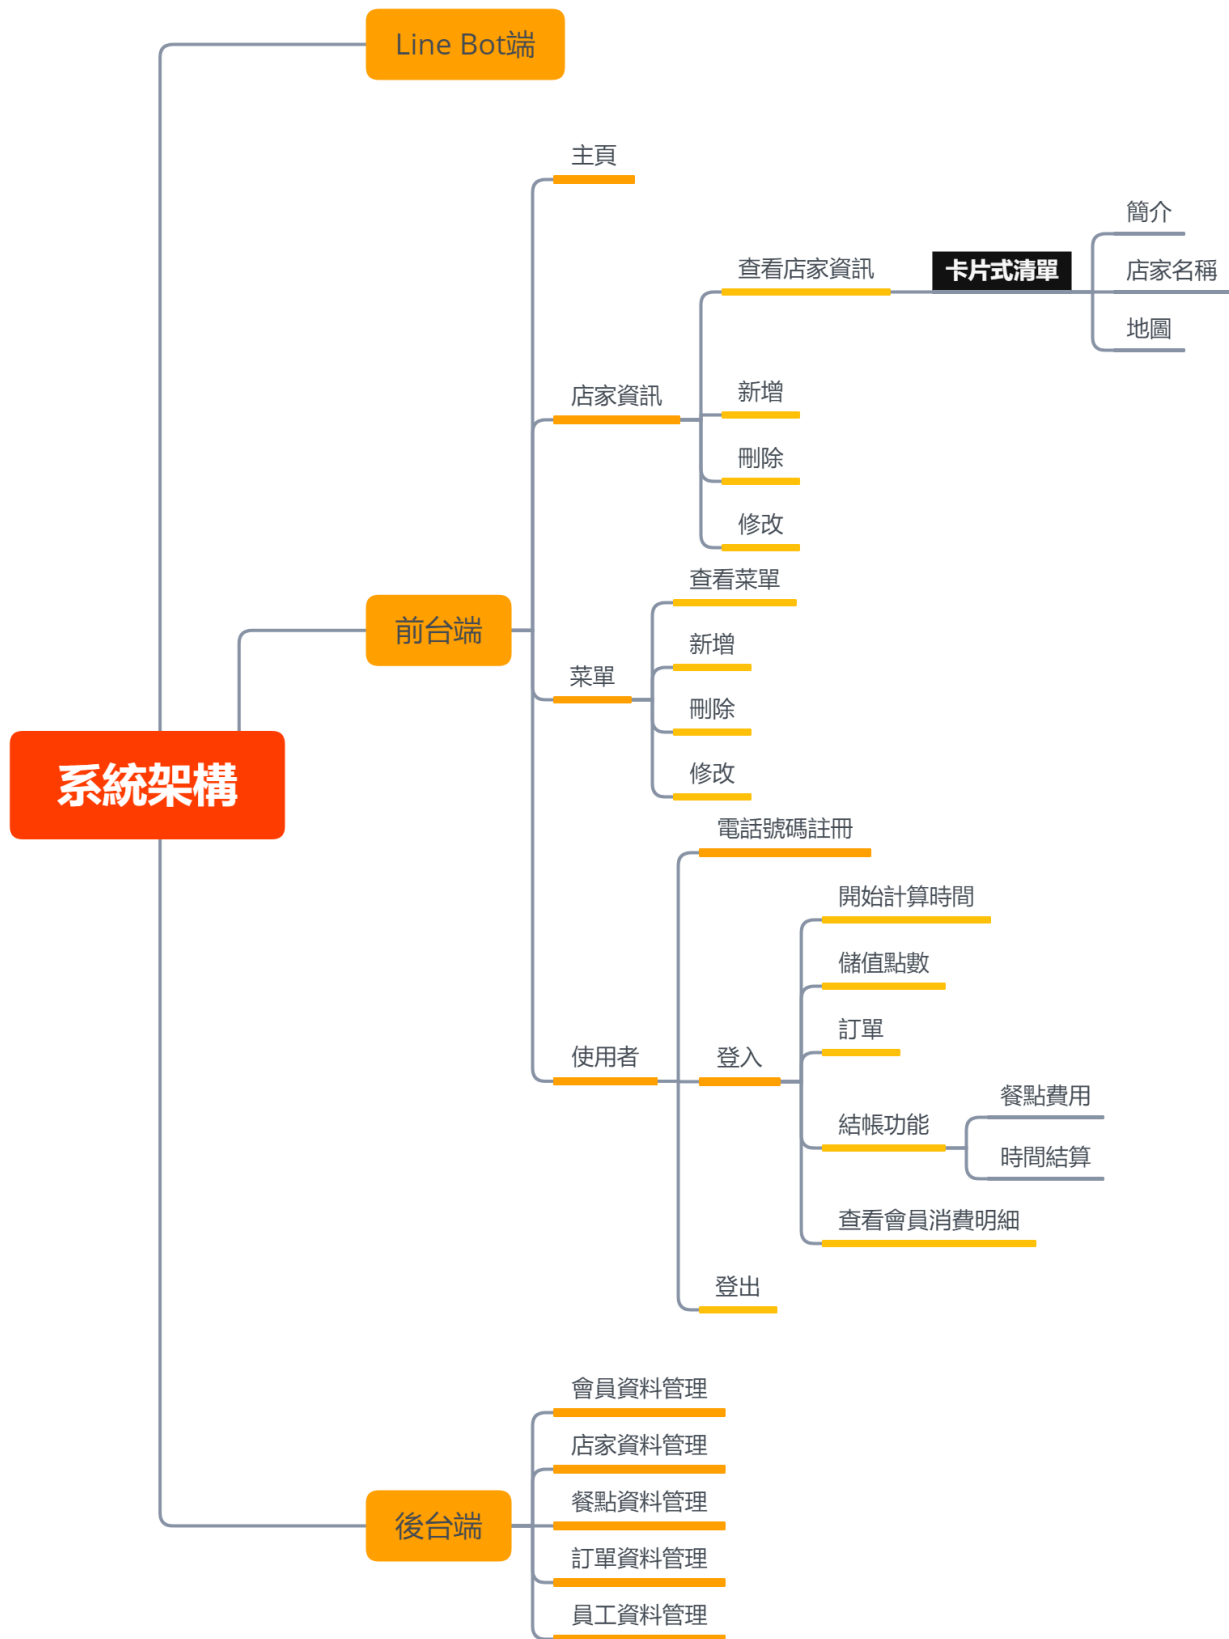 Line Bot端
主頁
簡介
查看店家資訊
卡片式清單
店家名稱
地圖
新增
店家資訊
刪除
修改
查看菜單
前台端
新增
菜單
刪除
修改
系統架構
電話號碼註冊
開始計算時間
儲值點數
訂單
使用者
登入
餐點費用
結帳功能
時間結算
查看會員消費明細
登出
會員資料管理
店家資料管理
餐點資料管理
後台端
訂單資料管理
員工資料管理